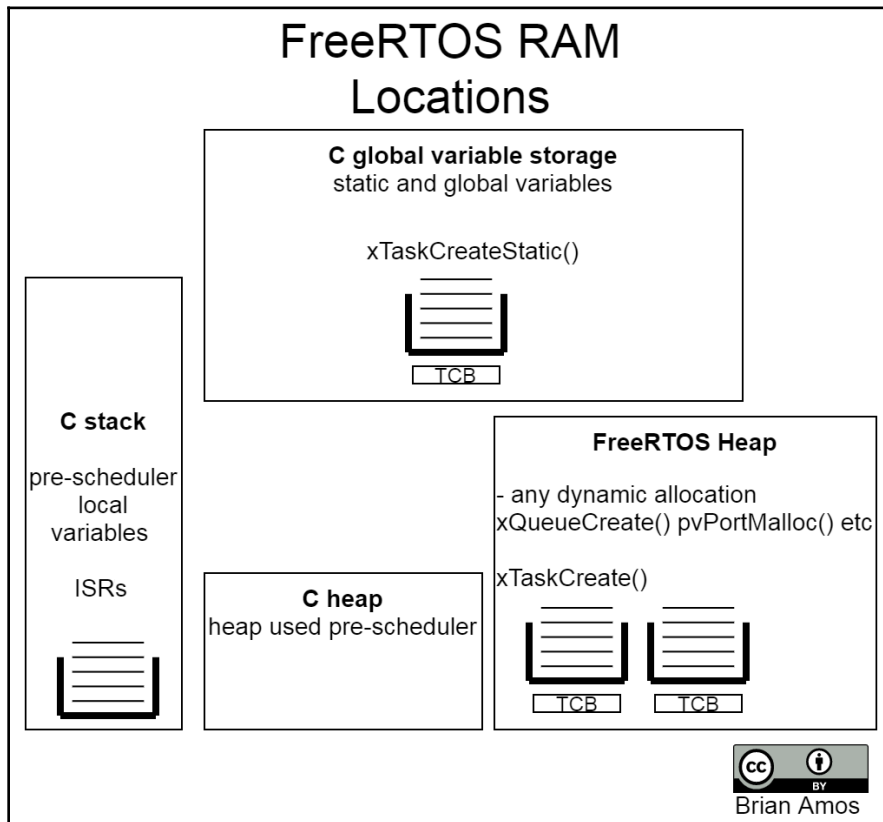 FreeRTOS RAM
Locations
C global variable storage
static and global variables
xTaskCreateStatic()
TCB
C stack
pre-scheduler
local
variables
ISRs
C heap
heap used pre-scheduler
FreeRTOS Heap
- any dynamic allocation
xQueueCreate() pvPortMalloc() etc
xTaskCreate()
TCB TCB
cc
BY
Brian Amos